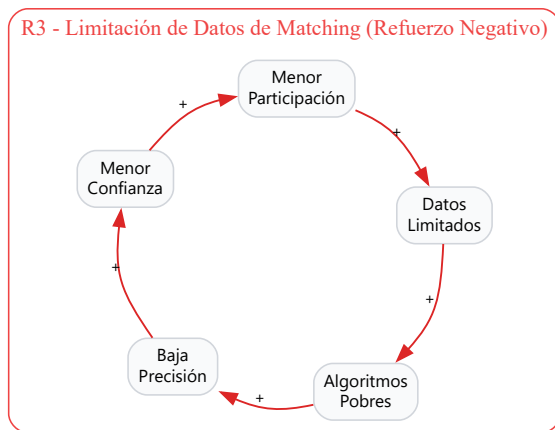 R3 - Limitación de Datos de Matching (Refuerzo Negativo)
Menor
Participación
+
+
Menor
Confianza
Datos
Limitados
+
+
Baja
Precisión
Algoritmos
Pobres
+